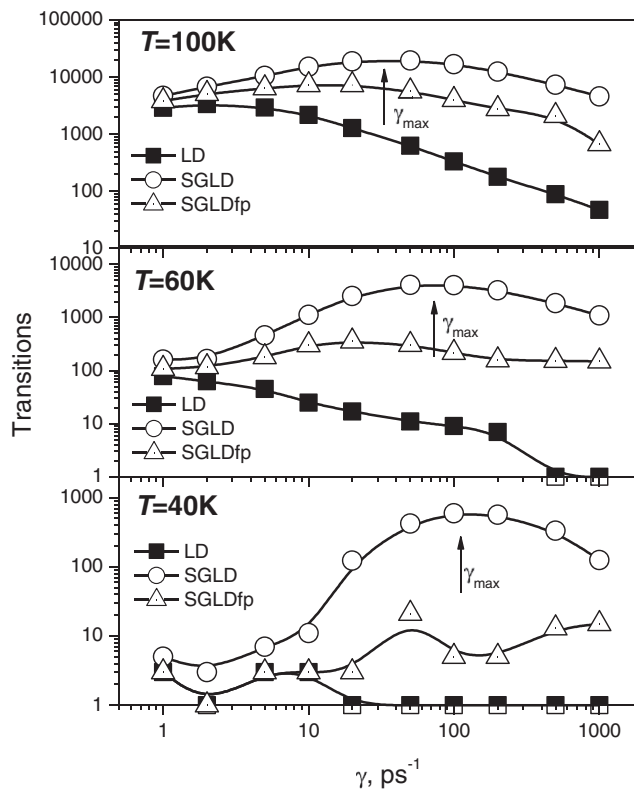 100000
T=100K
10000
1000
γmax
LD
100
SGLD
SGLDfp
10
10000
T=60K
1000
γmax
100
LD
10
SGLD
SGLDfp
1
1000
T=40K
LD
100
SGLD
γmax
SGLDfp
10
1
1 10 100 1000
γ, ps⁻¹
Transitions